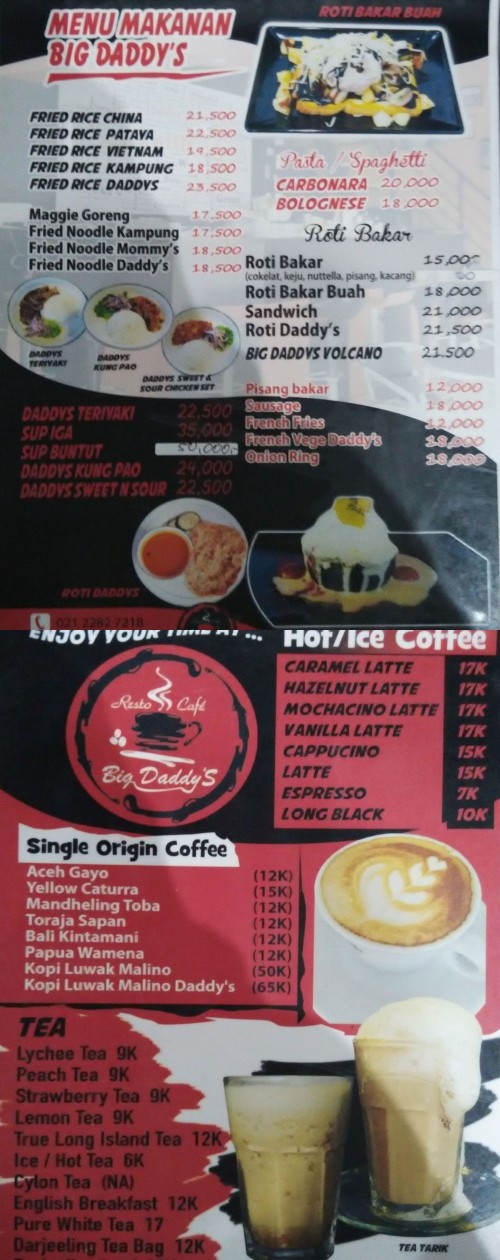 MENU MAKANAN
BIG DADDY'S
ROTI BAKAR BUAH
FRIED RICE CHINA 21,500
FRIED RICE PATAYA 22,500
FRIED RICE VIETNAM 19,500
FRIED RICE KAMPUNG 18,500
FRIED RICE DADDYS 23,500
Maggie Goreng 17,500
Fried Noodle Kampung 17,500
Fried Noodle Mommy's 18,500
Fried Noodle Daddy's 18,500
DADDYS TERIYAKI
DADDYS KUNG PAO
DADDYS SWEET & SOUR CHICKEN SET
Pasta / Spaghetti
CARBONARA 20,000
BOLOGNESE 18,000
Roti Bakar
Roti Bakar 15,000
(cokelat, keju, nuttella, pisang, kacang)
Roti Bakar Buah 18,000
Sandwich 21,000
Roti Daddy's 21,500
BIG DADDYS VOLCANO 21.500
Pisang bakar 12,000
Sausage 18,000
French Fries 12,000
French Vege Daddy's 18,000
Onion Ring 18,000
DADDYS TERIYAKI 22,500
SUP IGA 35,000
SUP BUNTUT 50,000
DADDYS KUNG PAO 24,000
DADDYS SWEET N SOUR 22,500
ROTI DADDYS
021 2282 7218
ENJOY YOUR TIME AT ...
Resto Café
Big Daddy'S
Hot/Ice Coffee
CARAMEL LATTE 17K
HAZELNUT LATTE 17K
MOCHACINO LATTE 17K
VANILLA LATTE 17K
CAPPUCINO 15K
LATTE 15K
ESPRESSO 7K
LONG BLACK 10K
Single Origin Coffee
Aceh Gayo (12K)
Yellow Caturra (15K)
Mandheling Toba (12K)
Toraja Sapan (12K)
Bali Kintamani (12K)
Papua Wamena (12K)
Kopi Luwak Malino (50K)
Kopi Luwak Malino Daddy's (65K)
TEA
Lychee Tea 9K
Peach Tea 9K
Strawberry Tea 9K
Lemon Tea 9K
True Long Island Tea 12K
Ice / Hot Tea 6K
Cylon Tea (NA)
English Breakfast 12K
Pure White Tea 17
Darjeeling Tea Bag 12K
TEA TARIK